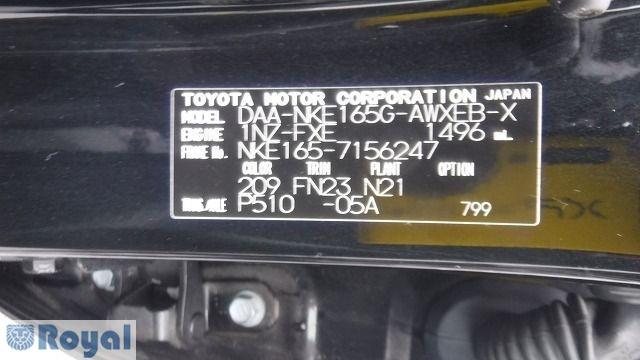 TOYOTA MOTOR CORPORATION JAPAN
MODEL DAA-NKE165G-AWXEB-X
ENGINE 1NZ-FXE 1496 mL
FRAME No. NKE165-7156247
COLOR TRIM PLANT OPTION
209 FN23 N21
TRANS./AXLE P510 -05A 799
Royal